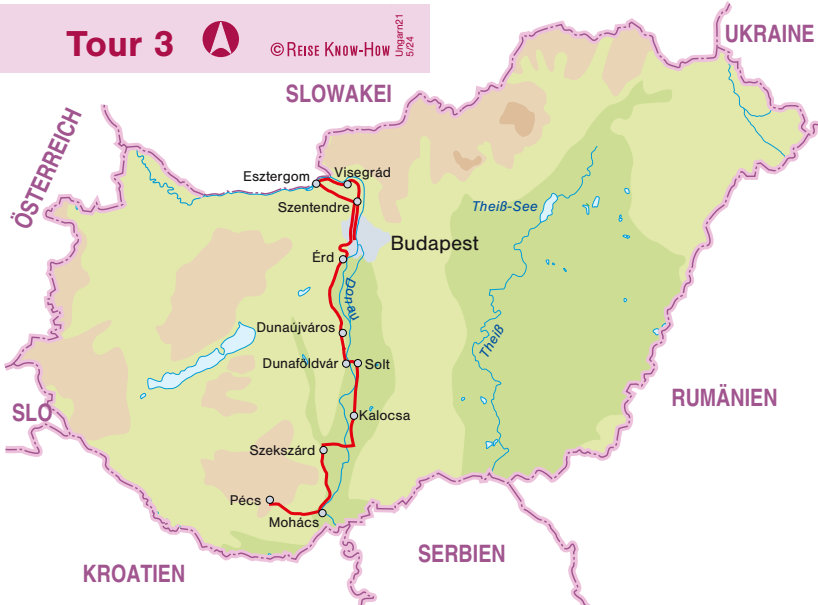 Tour 3
© REISE KNOW-HOW
Ungarn21
5/24
UKRAINE
SLOWAKEI
ÖSTERREICH
Esztergom
Visegrád
Szentendre
Theiß-See
Budapest
Érd
Donau
Dunaújváros
Theiß
Dunaföldvár
Solt
RUMÄNIEN
SLO
Kalocsa
Szekszárd
Pécs
Mohács
SERBIEN
KROATIEN